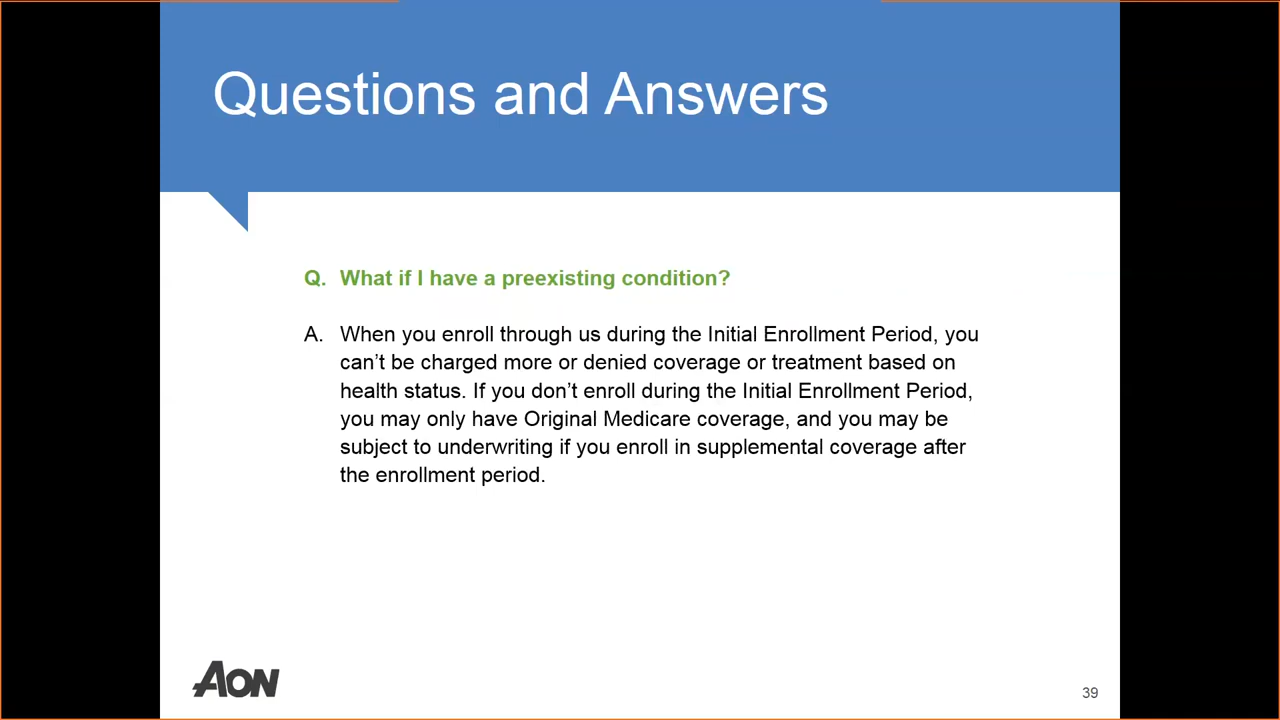 Questions and Answers
Q. What if I have a preexisting condition?
A. When you enroll through us during the Initial Enrollment Period, you
can’t be charged more or denied coverage or treatment based on
health status. If you don’t enroll during the Initial Enrollment Period,
you may only have Original Medicare coverage, and you may be
subject to underwriting if you enroll in supplemental coverage after
the enrollment period.
AON
39